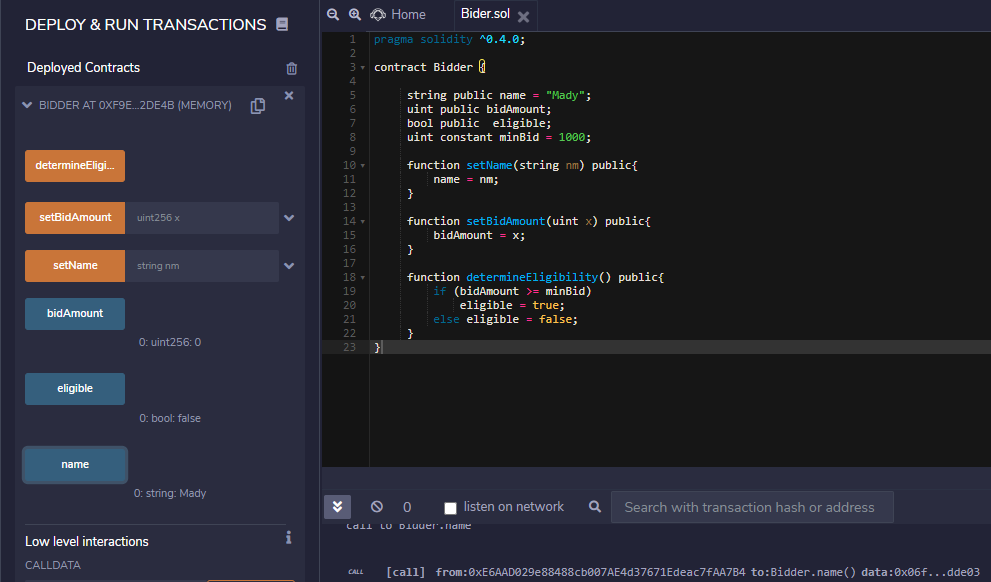 DEPLOY & RUN TRANSACTIONS
Deployed Contracts
BIDDER AT 0XF9E...2DE4B (MEMORY)
determineEligi...
setBidAmount uint256 x
setName string nm
bidAmount
0: uint256: 0
eligible
0: bool: false
name
0: string: Mady
Low level interactions
CALLDATA
Home
Bider.sol
1 pragma solidity ^0.4.0;
2
3 contract Bidder {
4
5 string public name = "Mady";
6 uint public bidAmount;
7 bool public  eligible;
8 uint constant minBid = 1000;
9
10 function setName(string nm) public{
11 name = nm;
12 }
13
14 function setBidAmount(uint x) public{
15 bidAmount = x;
16 }
17
18 function determineEligibility() public{
19 if (bidAmount >= minBid)
20 eligible = true;
21 else eligible = false;
22 }
23 }
0 listen on network Search with transaction hash or address
call to Bidder.name
CALL [call] from:0xE6AAD029e88488cb007AE4d37671Edeac7fAA7B4 to:Bidder.name() data:0x06f...dde03